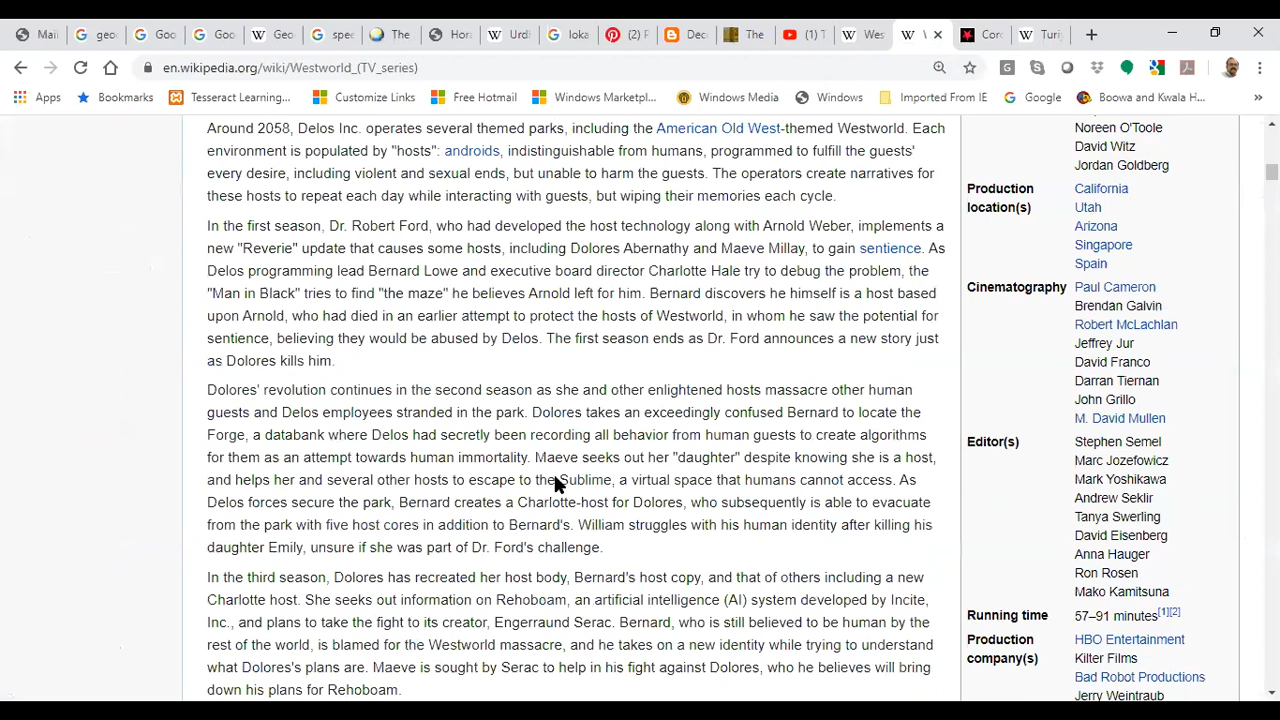 Mai
geo
Goo
Goo
Geo
spee
The
Hora
Urdu
loka
(2) P
Dec
The
(1) T
Wes
Cord
Turi
en.wikipedia.org/wiki/Westworld_(TV_series)
Apps
Bookmarks
Tesseract Learning...
Customize Links
Free Hotmail
Windows Marketpl...
Windows Media
Windows
Imported From IE
Google
Boowa and Kwala H...
»
Around 2058, Delos Inc. operates several themed parks, including the American Old West-themed Westworld. Each
environment is populated by "hosts": androids, indistinguishable from humans, programmed to fulfill the guests'
every desire, including violent and sexual ends, but unable to harm the guests. The operators create narratives for
these hosts to repeat each day while interacting with guests, but wiping their memories each cycle.
In the first season, Dr. Robert Ford, who had developed the host technology along with Arnold Weber, implements a
new "Reverie" update that causes some hosts, including Dolores Abernathy and Maeve Millay, to gain sentience. As
Delos programming lead Bernard Lowe and executive board director Charlotte Hale try to debug the problem, the
"Man in Black" tries to find "the maze" he believes Arnold left for him. Bernard discovers he himself is a host based
upon Arnold, who had died in an earlier attempt to protect the hosts of Westworld, in whom he saw the potential for
sentience, believing they would be abused by Delos. The first season ends as Dr. Ford announces a new story just
as Dolores kills him.
Dolores' revolution continues in the second season as she and other enlightened hosts massacre other human
guests and Delos employees stranded in the park. Dolores takes an exceedingly confused Bernard to locate the
Forge, a databank where Delos had secretly been recording all behavior from human guests to create algorithms
for them as an attempt towards human immortality. Maeve seeks out her "daughter" despite knowing she is a host,
and helps her and several other hosts to escape to the Sublime, a virtual space that humans cannot access. As
Delos forces secure the park, Bernard creates a Charlotte-host for Dolores, who subsequently is able to evacuate
from the park with five host cores in addition to Bernard's. William struggles with his human identity after killing his
daughter Emily, unsure if she was part of Dr. Ford's challenge.
In the third season, Dolores has recreated her host body, Bernard's host copy, and that of others including a new
Charlotte host. She seeks out information on Rehoboam, an artificial intelligence (AI) system developed by Incite,
Inc., and plans to take the fight to its creator, Engerraund Serac. Bernard, who is still believed to be human by the
rest of the world, is blamed for the Westworld massacre, and he takes on a new identity while trying to understand
what Dolores's plans are. Maeve is sought by Serac to help in his fight against Dolores, who he believes will bring
down his plans for Rehoboam.
Noreen O'Toole
David Witz
Jordan Goldberg
Production
location(s)
California
Utah
Arizona
Singapore
Spain
Cinematography
Paul Cameron
Brendan Galvin
Robert McLachlan
Jeffrey Jur
David Franco
Darran Tiernan
John Grillo
M. David Mullen
Editor(s)
Stephen Semel
Marc Jozefowicz
Mark Yoshikawa
Andrew Seklir
Tanya Swerling
David Eisenberg
Anna Hauger
Ron Rosen
Mako Kamitsuna
Running time
57–91 minutes[1][2]
Production
company(s)
HBO Entertainment
Kilter Films
Bad Robot Productions
Jerry Weintraub